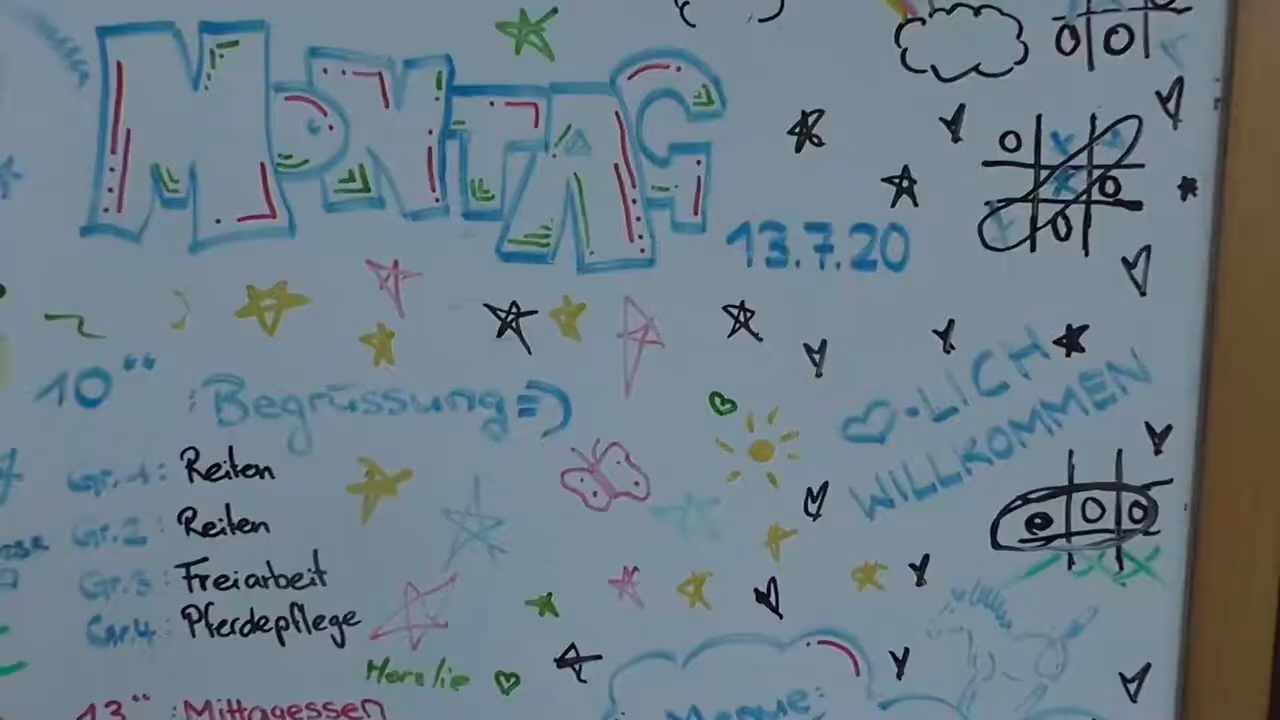 MONTAG
13.7.20
10°° : Begrüssung =)
♡-LICH
WILLKOMMEN
Gr. 1 : Reiten
Gr. 2 : Reiten
Gr. 3 : Freiarbeit
Gr. 4 : Pferdepflege
13°° : Mittagessen